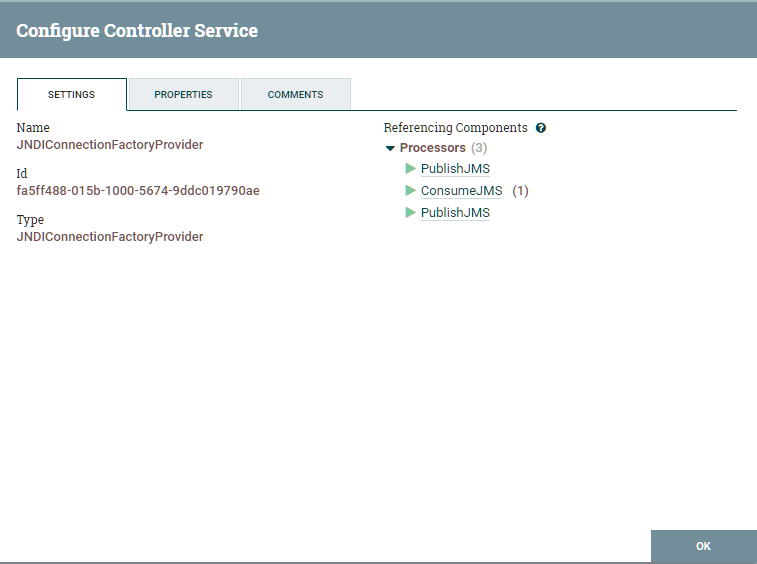 Configure Controller Service
SETTINGS
PROPERTIES
COMMENTS
Name
JNDIConnectionFactoryProvider
Id
fa5ff488-015b-1000-5674-9ddc019790ae
Type
JNDIConnectionFactoryProvider
Referencing Components ?
Processors (3)
PublishJMS
ConsumeJMS (1)
PublishJMS
OK